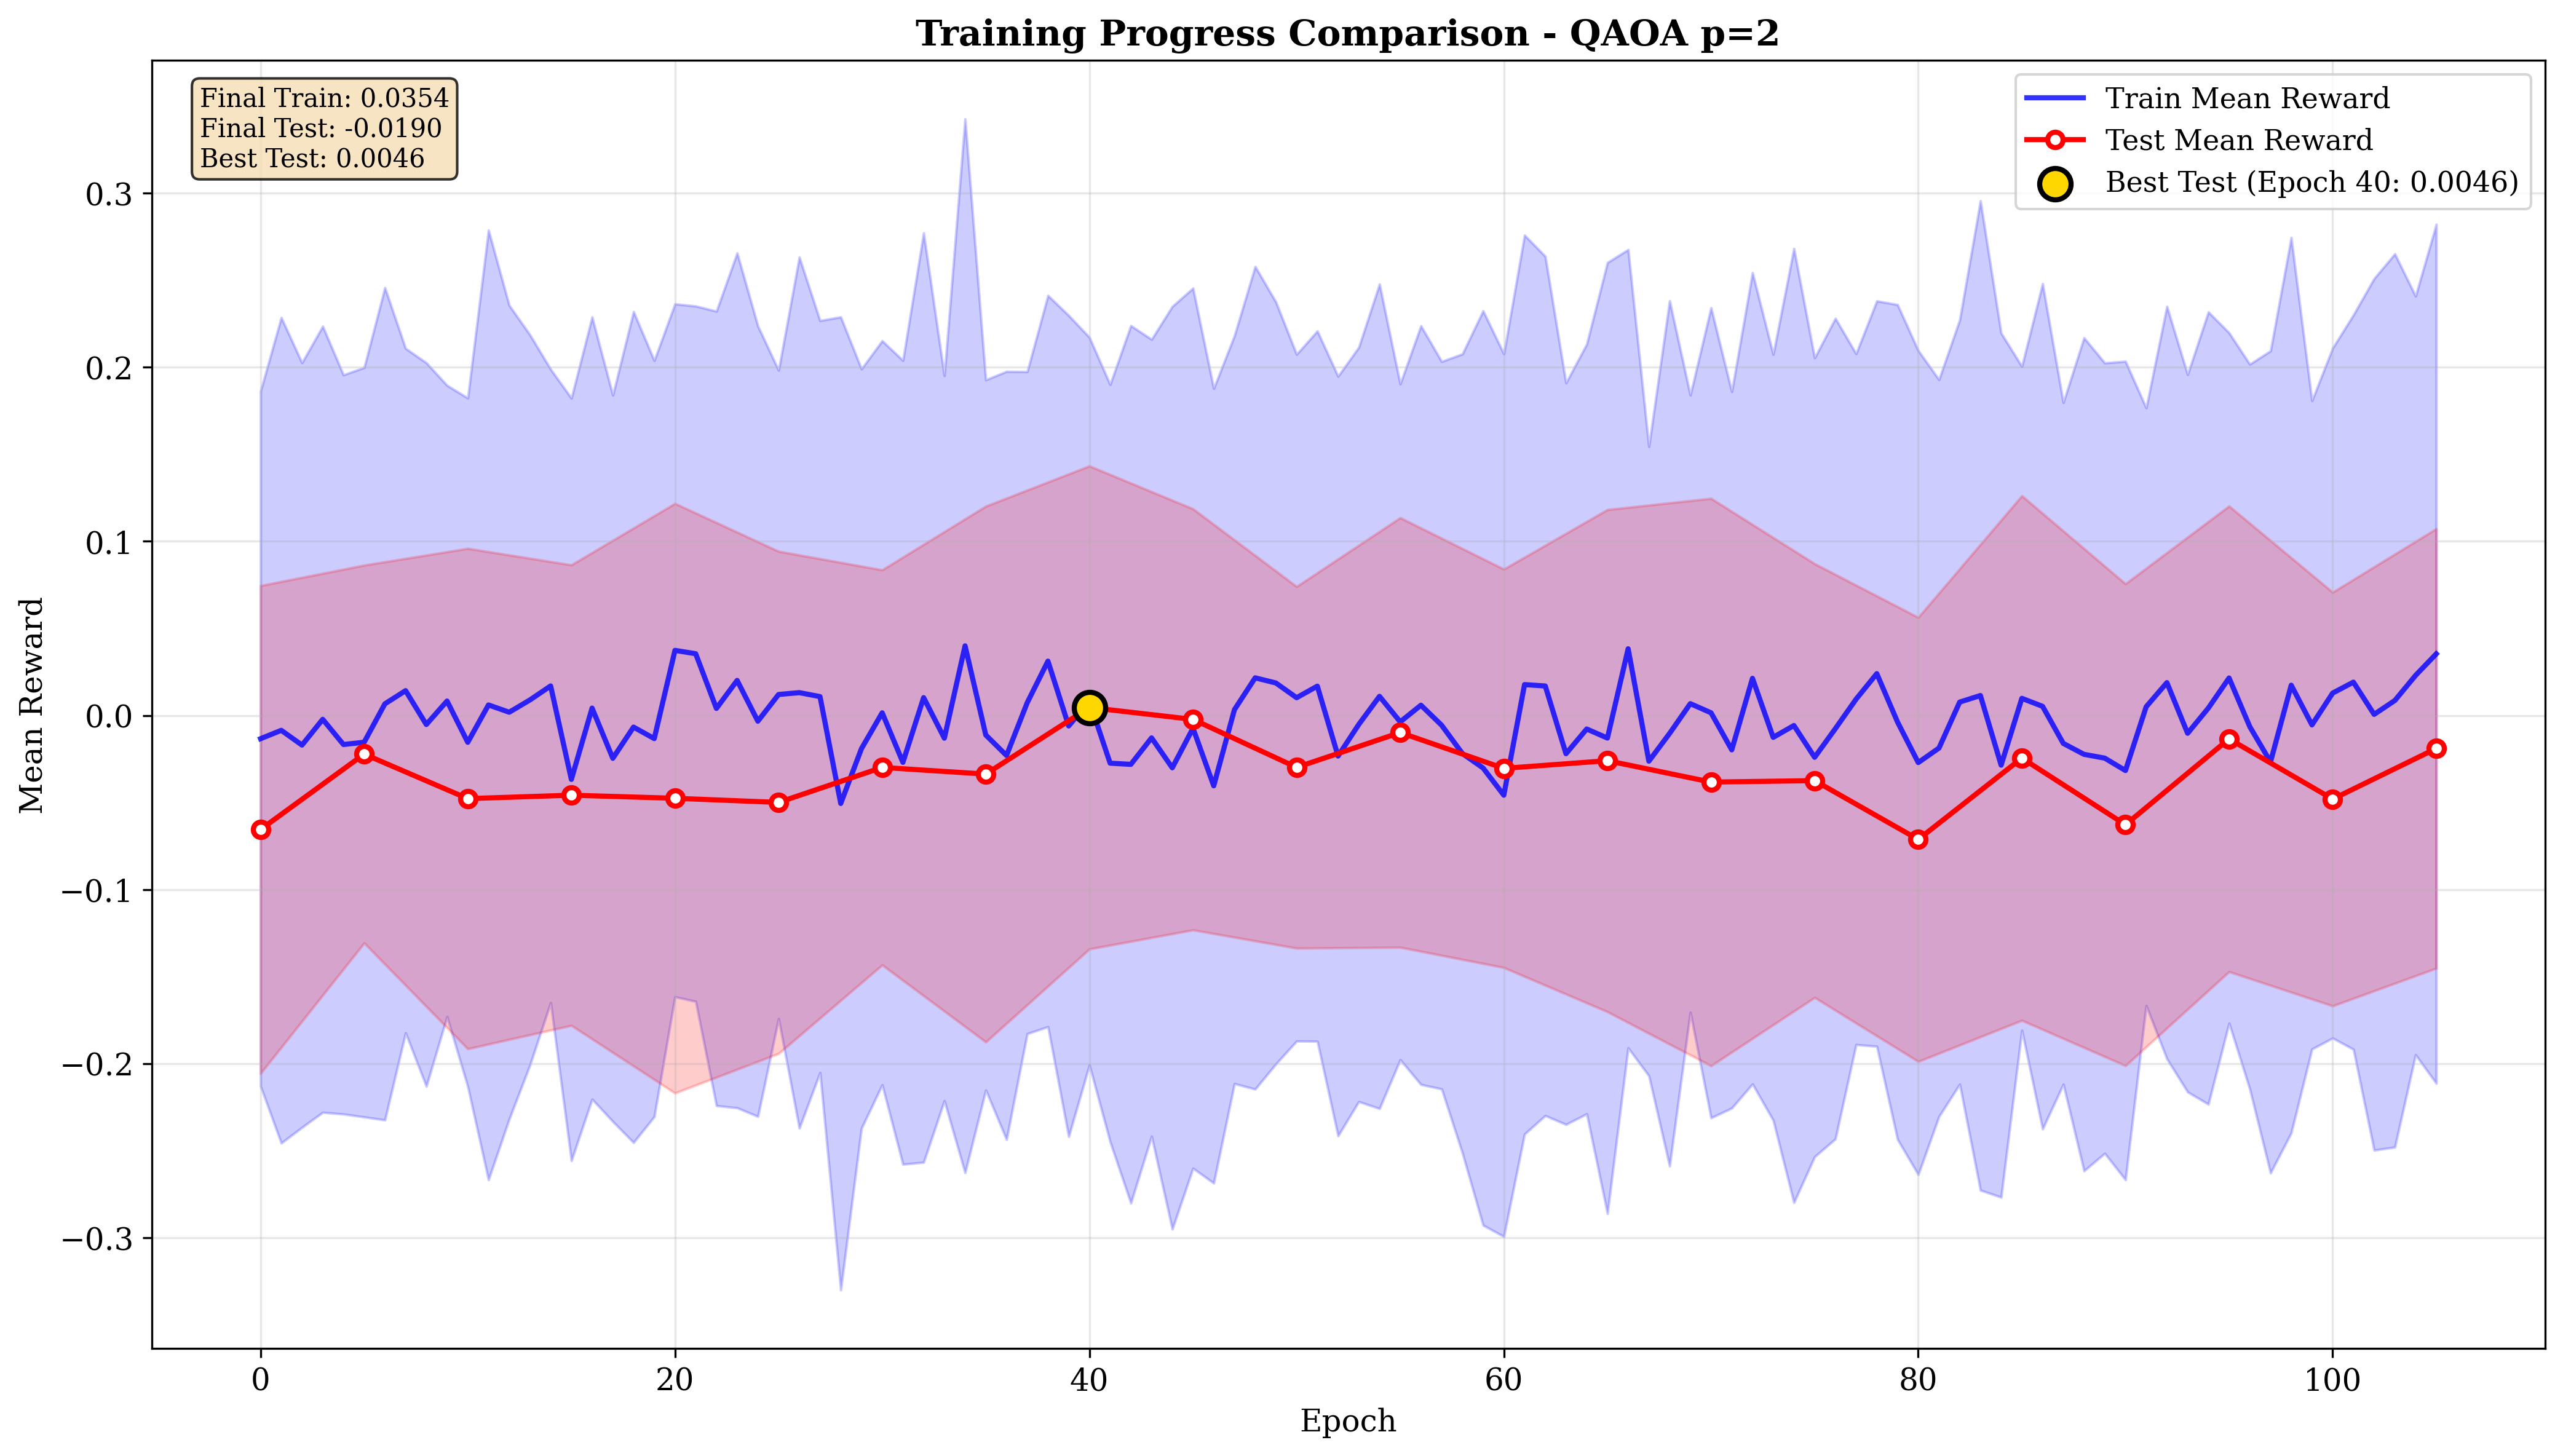 Training Progress Comparison - QAOA p=2
Final Train: 0.0354
Final Test: -0.0190
Best Test: 0.0046
Train Mean Reward
Test Mean Reward
Best Test (Epoch 40: 0.0046)
Mean Reward
0.3
0.2
0.1
0.0
−0.1
−0.2
−0.3
0
20
40
60
80
100
Epoch